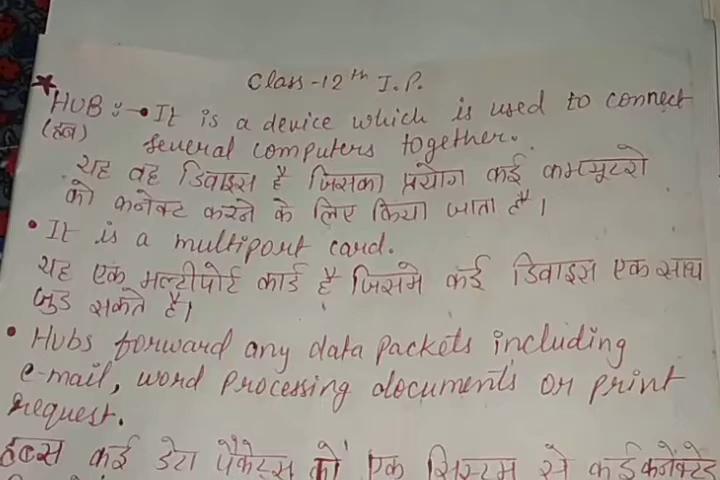 Class-12th I.P.
HUB:- • It is a device which is used to connect
(हब) several computers together.
यह वह डिवाइस है जिसका प्रयोग कई कम्प्यूटरो
को कनेक्ट करने के लिए किया जाता है।
• It is a multiport card.
यह एक मल्टीपोर्ट कार्ड है जिसमे कई डिवाइस एक साथ
जुड सकते है।
• Hubs forward any data packets including
e-mail, word processing documents or print
request.
हब्स कई डेटा पैकेट्स को एक सिस्टम से कई कनेक्टेड